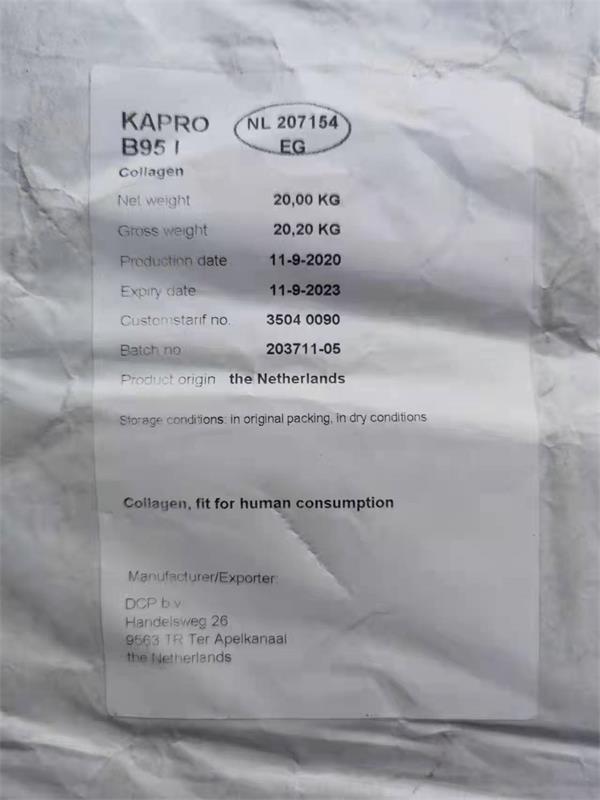 KAPRO
B95 I
NL 207154
EG
Collagen
Net weight 20,00 KG
Gross weight 20,20 KG
Production date 11-9-2020
Expiry date 11-9-2023
Customstarif no. 3504 0090
Batch no 203711-05
Product origin the Netherlands
Storage conditions: in original packing, in dry conditions
Collagen, fit for human consumption
Manufacturer/Exporter:
DCP b.v.
Handelsweg 26
9563 TR Ter Apelkanaal
the Netherlands